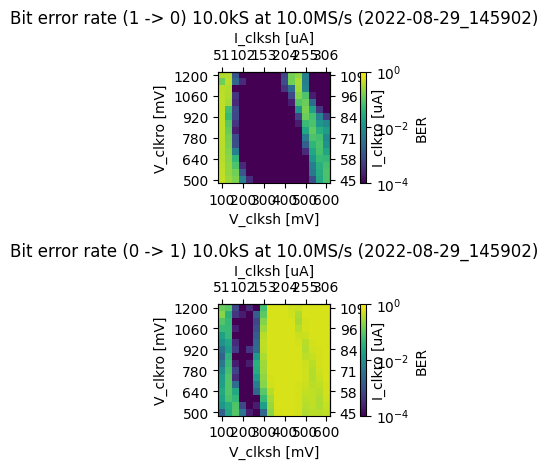 Bit error rate (1 -> 0) 10.0kS at 10.0MS/s (2022-08-29_145902)
I_clksh [uA]
51 102 153 204 255 306
1200 1060 920 780 640 500
V_clkro [mV]
109 96 84 71 58 45
I_clkro [uA]
10^0 10^-2 10^-4
BER
100 200 300 400 500 600
V_clksh [mV]
Bit error rate (0 -> 1) 10.0kS at 10.0MS/s (2022-08-29_145902)
I_clksh [uA]
51 102 153 204 255 306
1200 1060 920 780 640 500
V_clkro [mV]
109 96 84 71 58 45
I_clkro [uA]
10^0 10^-2 10^-4
BER
100 200 300 400 500 600
V_clksh [mV]